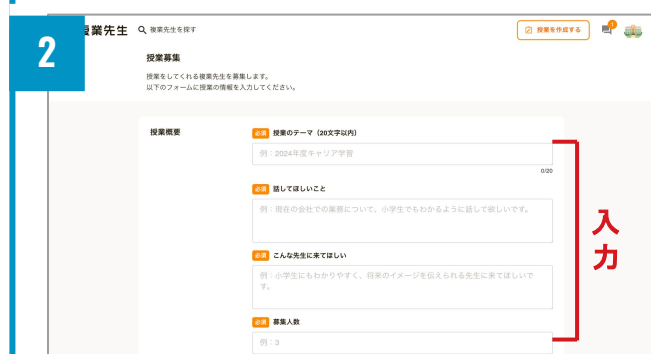 2
業先生
複業先生を探す
授業を作成する
1
授業募集
授業をしてくれる複業先生を募集します。
以下のフォームに授業の情報を入力してください。
授業概要
必須 授業のテーマ（20文字以内）
例：2024年度キャリア学習
0/20
必須 話してほしいこと
例：現在の会社での業務について、小学生でもわかるように話して欲しいです。
必須 こんな先生に来てほしい
例：小学生にもわかりやすく、将来のイメージを伝えられる先生に来てほしいで
す。
必須 募集人数
例：3
入
力